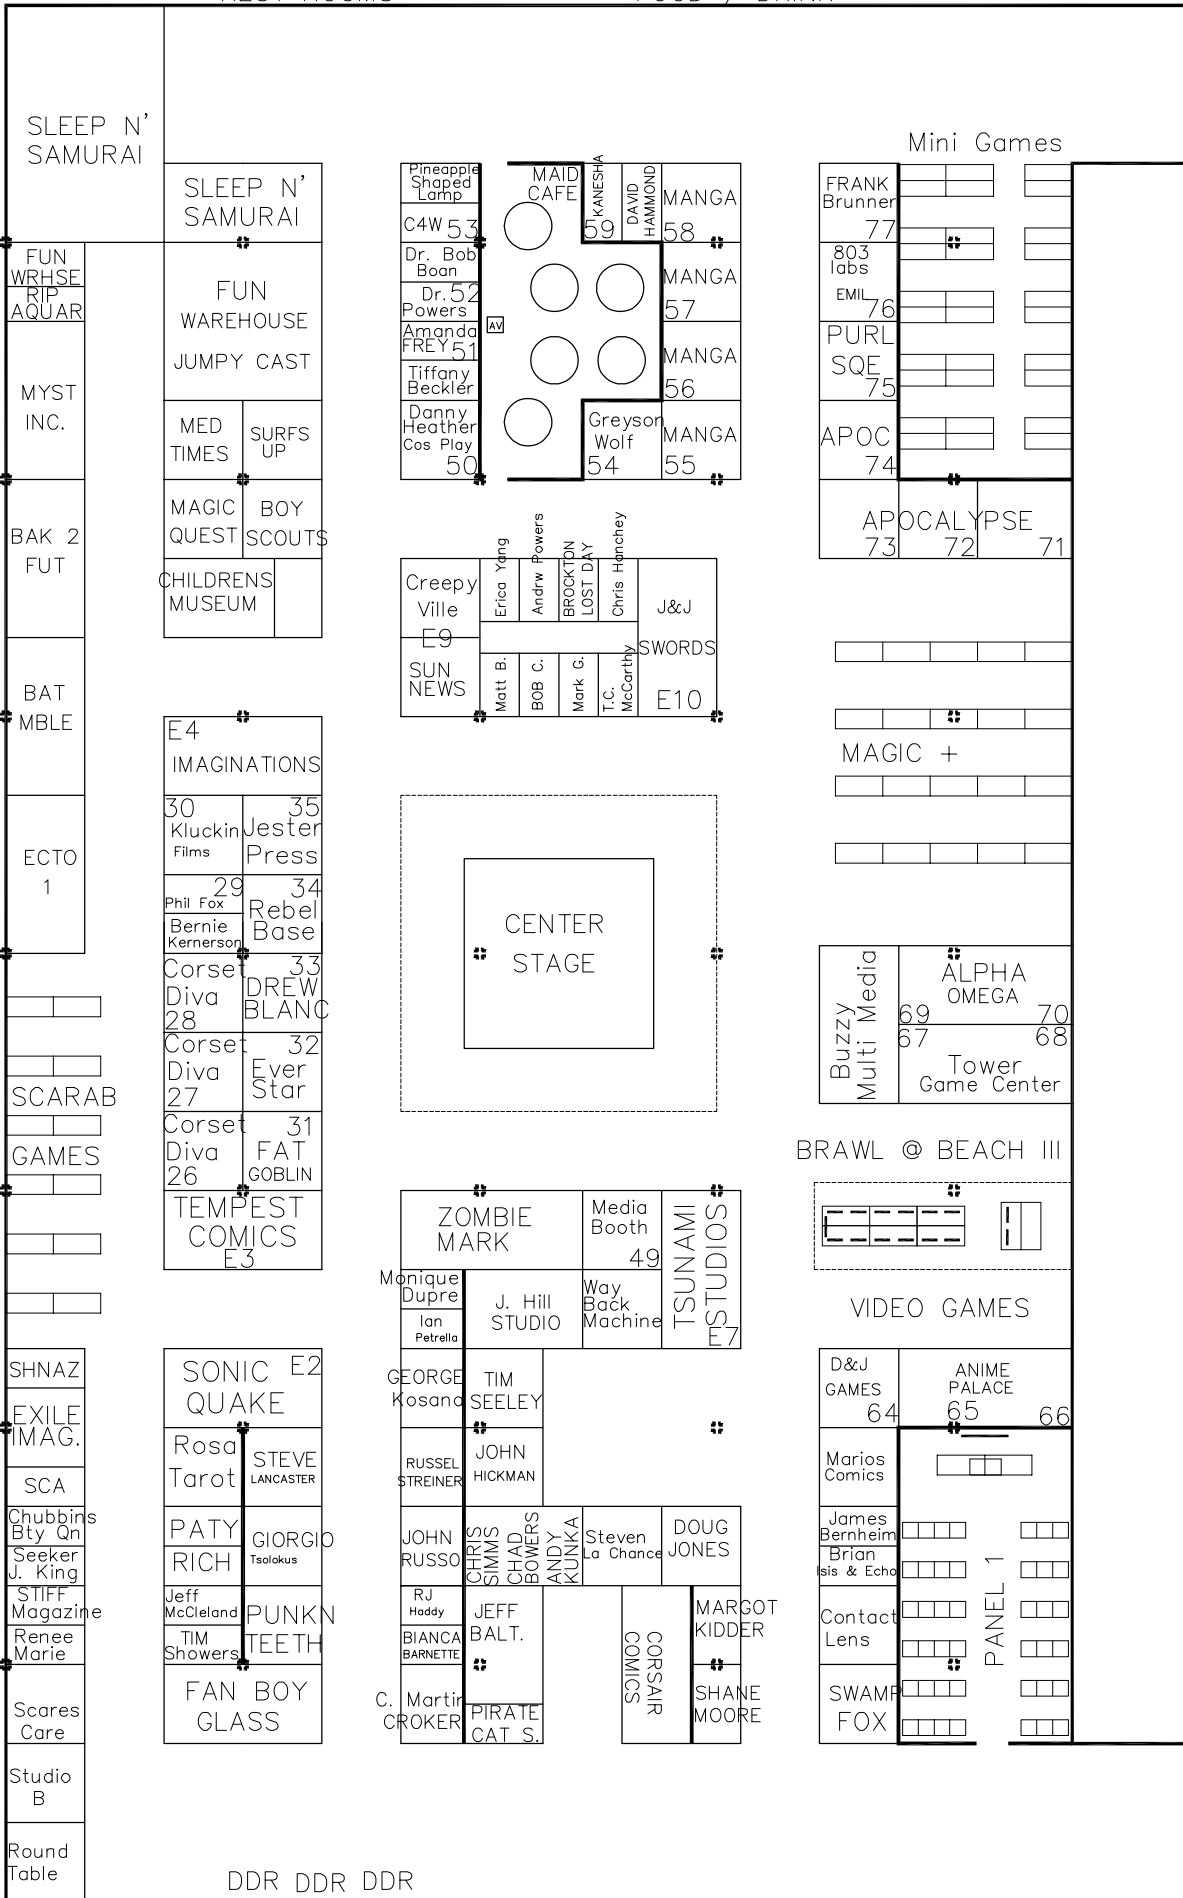 SLEEP N'
SAMURAI
FUN
WRHSE
RIP
AQUAR
MYST
INC.
BAK 2
FUT
BAT
MBLE
ECTO
1
SCARAB
GAMES
SHNAZ
EXILE
IMAG.
SCA
Chubbins
Bty Qn
Seeker
J. King
STIFF
Magazine
Renee
Marie
Scares
Care
Studio
B
Round
Table
SLEEP N'
SAMURAI
FUN
WAREHOUSE
JUMPY CAST
MED
TIMES
SURFS
UP
MAGIC
QUEST
BOY
SCOUTS
CHILDRENS
MUSEUM
E4
IMAGINATIONS
30
Kluckin
Films
35
Jester
Press
29
Phil Fox
Bernie
Kernerson
34
Rebel
Base
Corset
Diva
28
33
DREW
BLANC
Corset
Diva
27
32
Ever
Star
Corset
Diva
26
31
FAT
GOBLIN
TEMPEST
COMICS
E3
SONIC
QUAKE
E2
Rosa
Tarot
STEVE
LANCASTER
PATY
RICH
GIORGIO
Tsolokus
Jeff
McCleland
TIM
Showers
PUNKN
TEETH
FAN BOY
GLASS
DDR DDR DDR
Pineapple
Shaped
Lamp
C4W 53
Dr. Bob
Boan
Dr. 52
Powers
Amanda
FREY 51
Tiffany
Beckler
Danny
Heather
Cos Play
50
AV
MAID
CAFE
KANESHA
59
DAVID
HAMMOND
MANGA
58
MANGA
57
MANGA
56
MANGA
55
Greyson
Wolf
54
Creepy
Ville
E9
SUN
NEWS
Erica Yang
Andrw Powers
BROCKTON
LOST DAY
Chris Hanchey
Matt B.
BOB C.
Mark G.
T.C.
McCarthy
J&J
SWORDS
E10
CENTER
STAGE
ZOMBIE
MARK
Media
Booth
49
TSUNAMI
STUDIOS
E7
Monique
Dupre
Ian
Petrella
J. Hill
STUDIO
Way
Back
Machine
GEORGE
Kosana
TIM
SEELEY
RUSSEL
STREINER
JOHN
HICKMAN
JOHN
RUSSO
CHRIS
SIMMS
CHAD
BOWERS
ANDY
KUNKA
Steven
La Chance
DOUG
JONES
RJ
Haddy
BIANCA
BARNETTE
JEFF
BALT.
CORSAIR
COMICS
MARGOT
KIDDER
C. Martin
CROKER
PIRATE
CAT S.
SHANE
MOORE
Mini Games
FRANK
Brunner
77
803
labs
EMIL 76
PURL
SQE
75
APOC
74
APOCALYPSE
73
72
71
MAGIC +
Buzzy
Multi Media
ALPHA
OMEGA
69
70
67
68
Tower
Game Center
BRAWL @ BEACH III
VIDEO GAMES
D&J
GAMES
64
ANIME
PALACE
65
66
Marios
Comics
James
Bernheim
Brian
Isis & Echo
Contact
Lens
SWAMP
FOX
PANEL 1